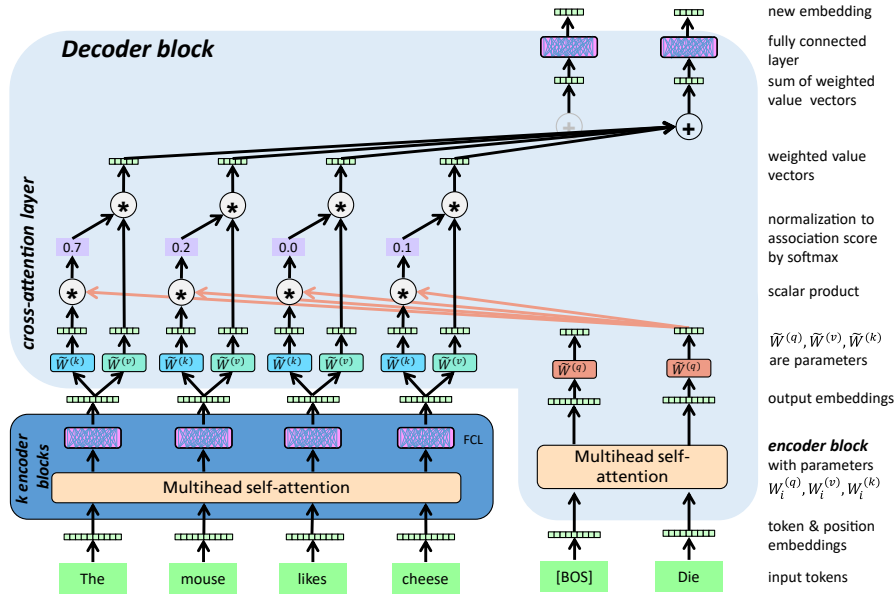 new embedding
Decoder block
fully connected
layer
sum of weighted
value vectors
+ +
weighted value
vectors
* * * *
normalization to
association score
by softmax
0.7 0.2 0.0 0.1
cross-attention layer
* * * *
scalar product
W̃⁽ᵏ⁾ W̃⁽ᵛ⁾ W̃⁽ᵏ⁾ W̃⁽ᵛ⁾ W̃⁽ᵏ⁾ W̃⁽ᵛ⁾ W̃⁽ᵏ⁾ W̃⁽ᵛ⁾
W̃⁽q⁾ W̃⁽q⁾
W̃⁽q⁾, W̃⁽ᵛ⁾, W̃⁽ᵏ⁾
are parameters
output embeddings
k encoder
blocks
FCL
Multihead self-attention
Multihead self-
attention
encoder block
with parameters
Wᵢ⁽q⁾, Wᵢ⁽ᵛ⁾, Wᵢ⁽ᵏ⁾
token & position
embeddings
The mouse likes cheese [BOS] Die
input tokens